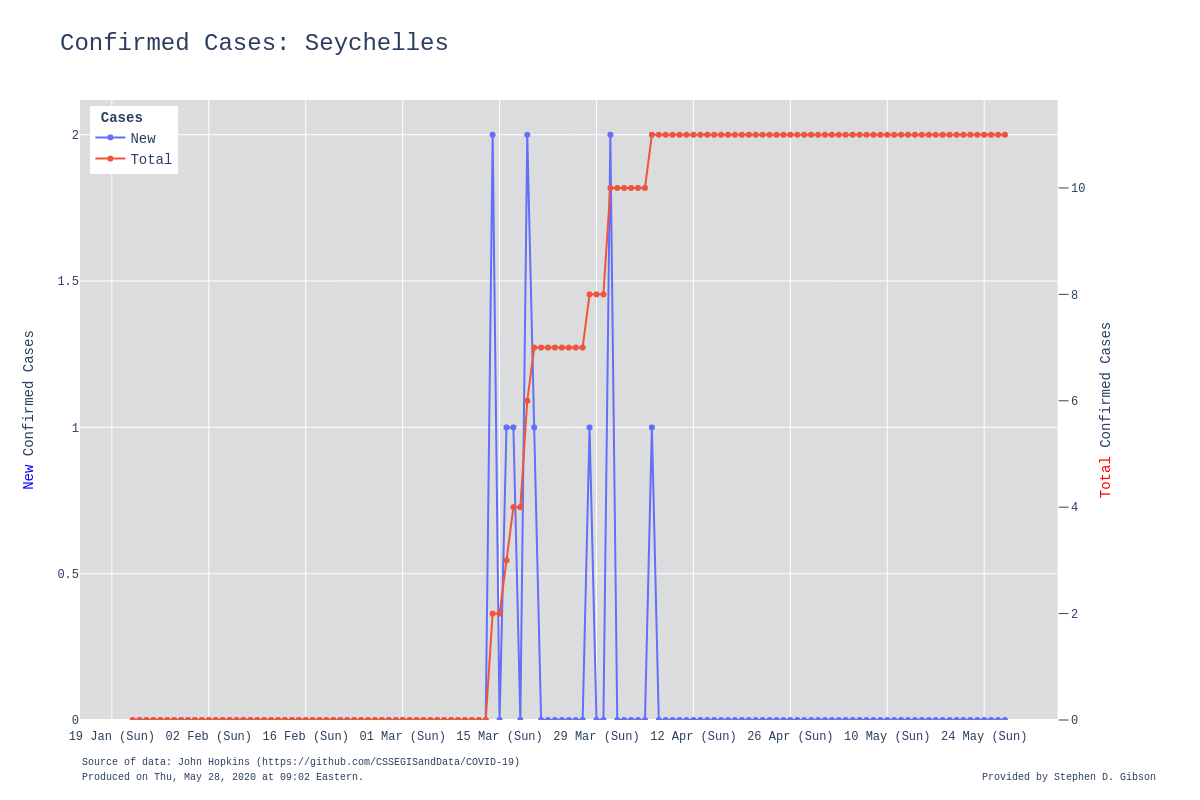 Confirmed Cases: Seychelles
Cases
New
Total
2
1.5
1
0.5
0
10
8
6
4
2
0
New Confirmed Cases
Total Confirmed Cases
19 Jan (Sun) 02 Feb (Sun) 16 Feb (Sun) 01 Mar (Sun) 15 Mar (Sun) 29 Mar (Sun) 12 Apr (Sun) 26 Apr (Sun) 10 May (Sun) 24 May (Sun)
Source of data: John Hopkins (https://github.com/CSSEGISandData/COVID-19)
Produced on Thu, May 28, 2020 at 09:02 Eastern.
Provided by Stephen D. Gibson